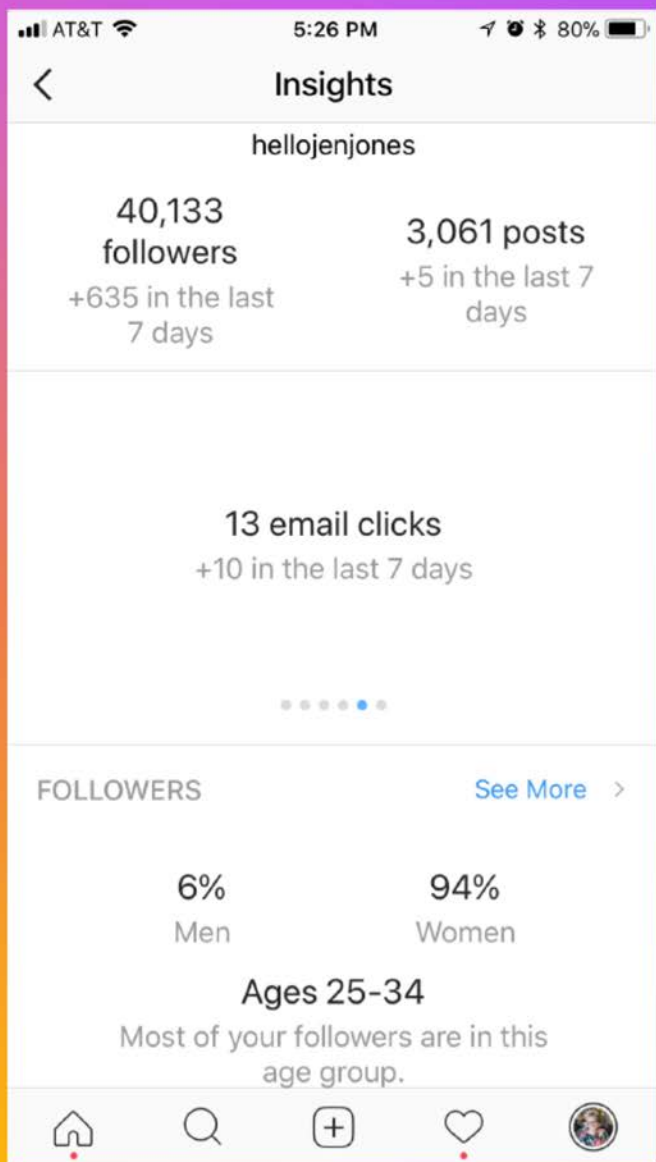 AT&T 5:26 PM 80%
Insights
hellojenjones
40,133
followers
+635 in the last
7 days
3,061 posts
+5 in the last 7
days
13 email clicks
+10 in the last 7 days
FOLLOWERS See More
6% 94%
Men Women
Ages 25-34
Most of your followers are in this
age group.